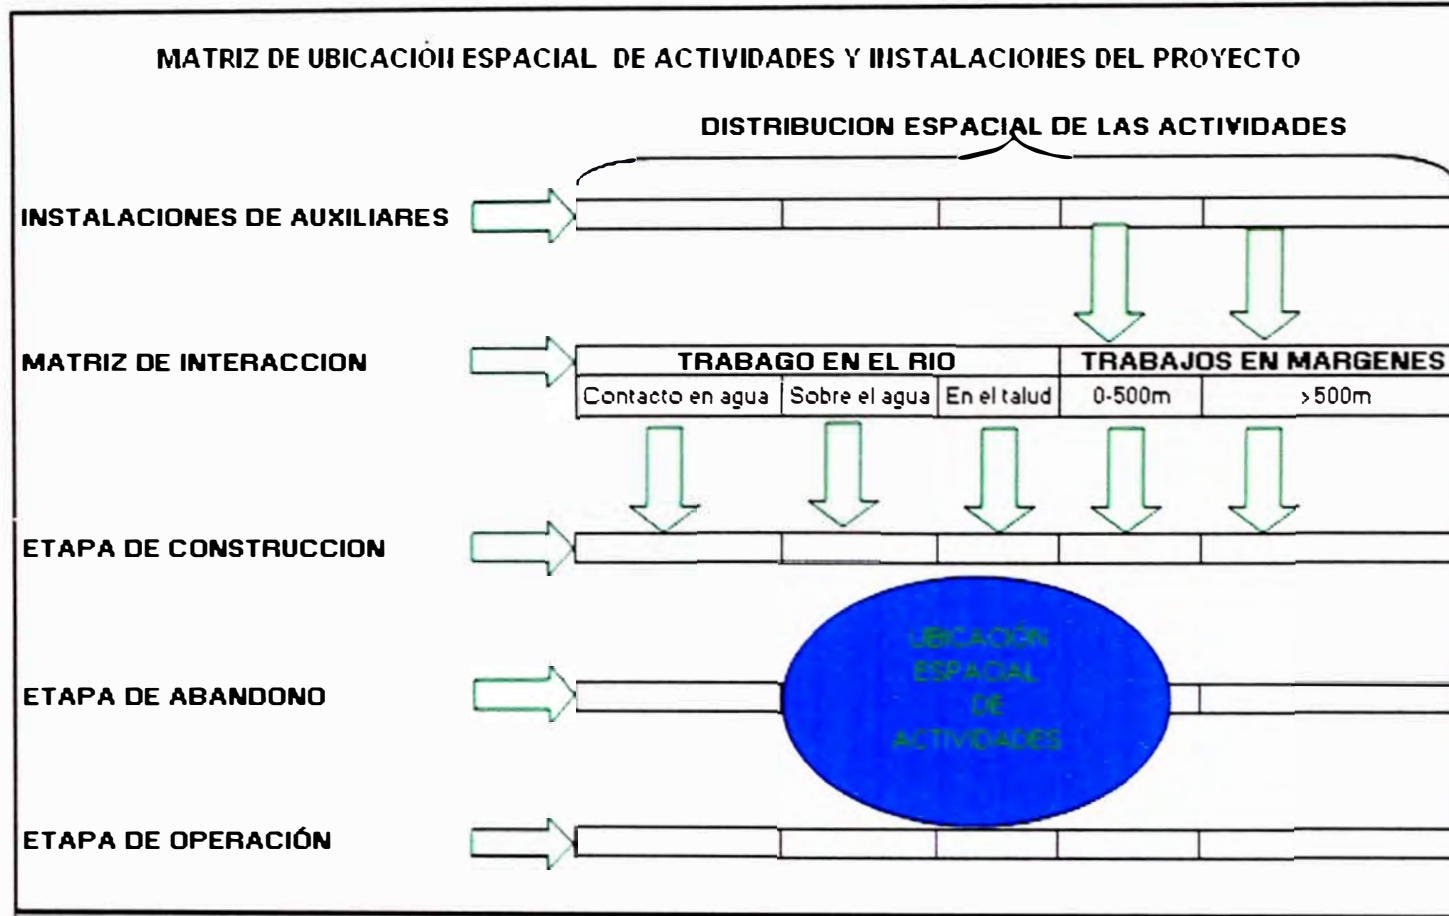 MATRIZ DE UBICACIÓN ESPACIAL DE ACTIVIDADES Y INSTALACIONES DEL PROYECTO
DISTRIBUCION ESPACIAL DE LAS ACTIVIDADES
INSTALACIONES DE AUXILIARES
MATRIZ DE INTERACCION
TRABAGO EN EL RIO
TRABAJOS EN MARGENES
Contacto en agua
Sobre el agua
En el talud
0-500m
>500m
ETAPA DE CONSTRUCCION
UBICACIÓN
ESPACIAL
DE
ACTIVIDADES
ETAPA DE ABANDONO
ETAPA DE OPERACIÓN